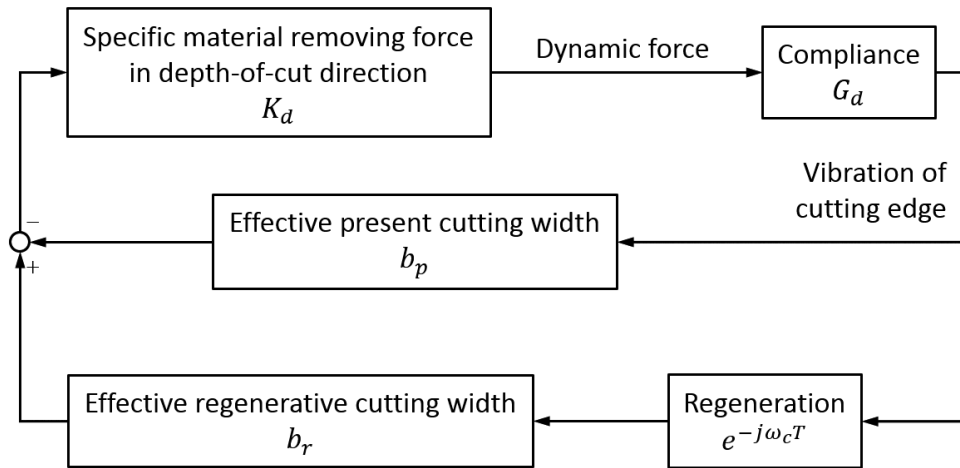 Specific material removing force
in depth-of-cut direction
K_d
Dynamic force
Compliance
G_d
Vibration of
cutting edge
Effective present cutting width
b_p
−
+
Effective regenerative cutting width
b_r
Regeneration
e^{-jω_cT}